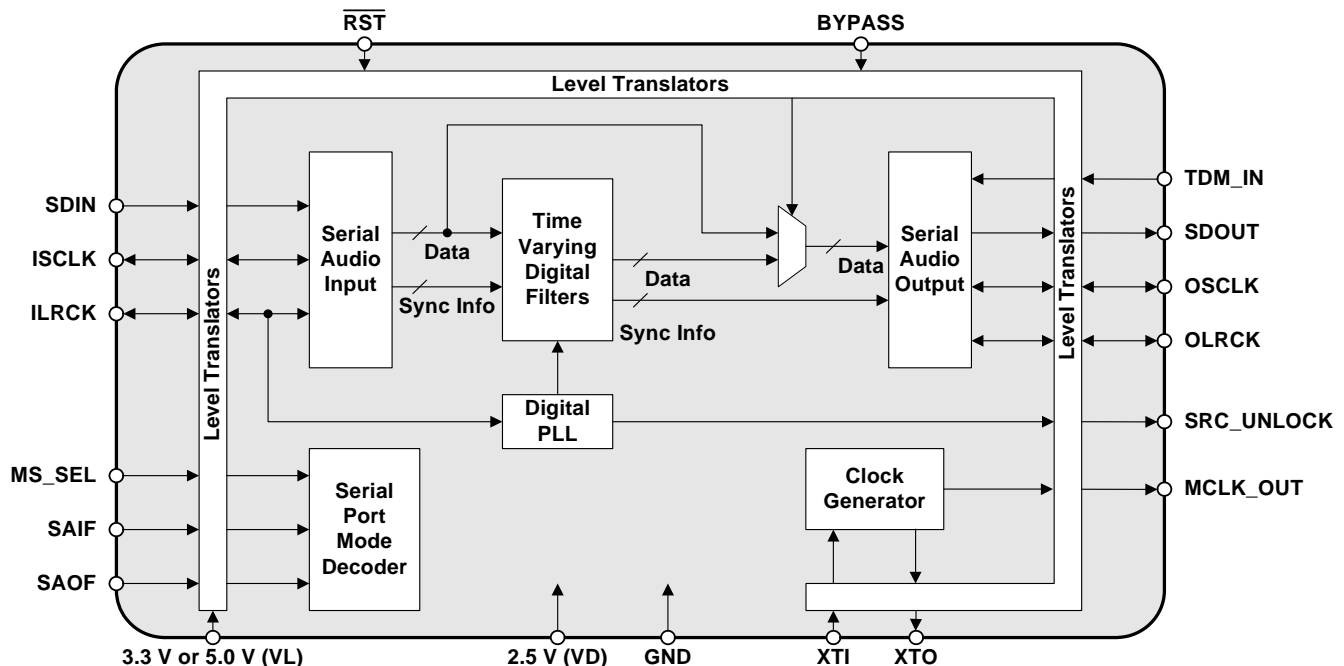 RST
BYPASS
Level Translators
SDIN
ISCLK
ILRCK
MS_SEL
SAIF
SAOF
Level Translators
Serial
Audio
Input
Data
Sync Info
Time
Varying
Digital
Filters
Data
Sync Info
Data
Serial
Audio
Output
Level Translators
TDM_IN
SDOUT
OSCLK
OLRCK
SRC_UNLOCK
MCLK_OUT
Digital
PLL
Serial
Port
Mode
Decoder
Clock
Generator
3.3 V or 5.0 V (VL)
2.5 V (VD)
GND
XTI
XTO